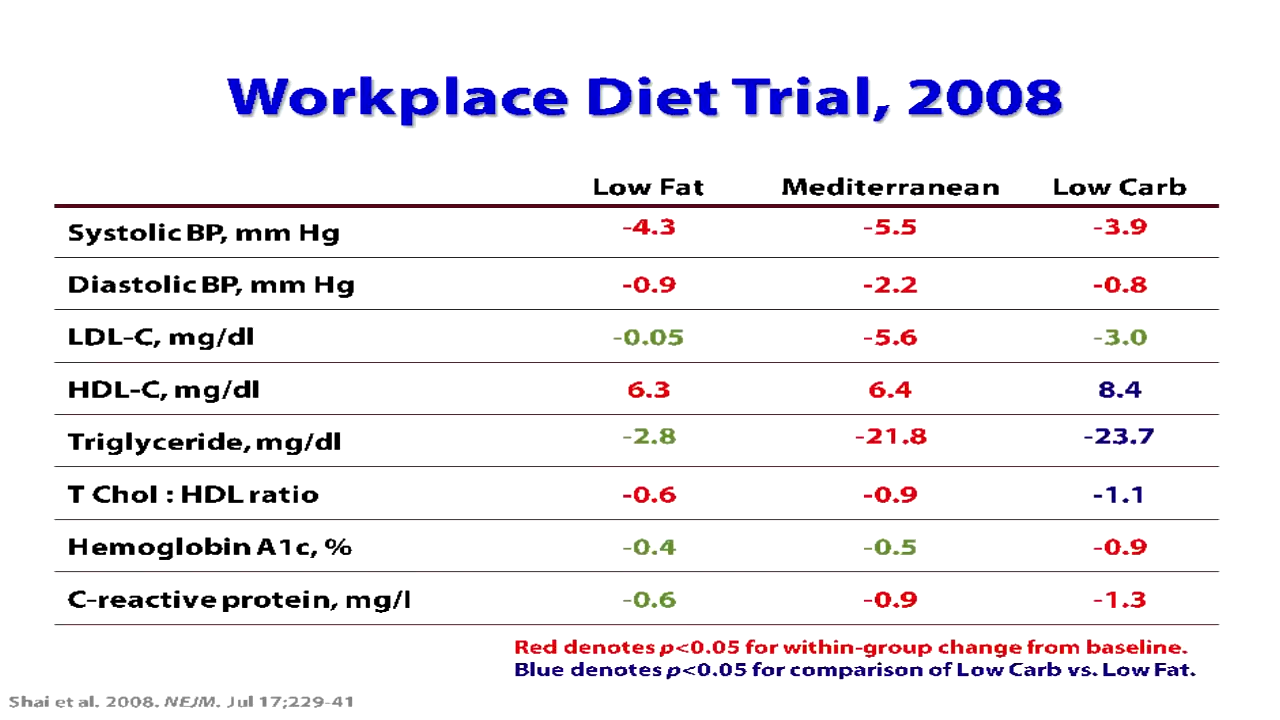 Workplace Diet Trial, 2008
Low Fat Mediterranean Low Carb
Systolic BP, mm Hg -4.3 -5.5 -3.9
Diastolic BP, mm Hg -0.9 -2.2 -0.8
LDL-C, mg/dl -0.05 -5.6 -3.0
HDL-C, mg/dl 6.3 6.4 8.4
Triglyceride, mg/dl -2.8 -21.8 -23.7
T Chol : HDL ratio -0.6 -0.9 -1.1
Hemoglobin A1c, % -0.4 -0.5 -0.9
C-reactive protein, mg/l -0.6 -0.9 -1.3
Red denotes p<0.05 for within-group change from baseline.
Blue denotes p<0.05 for comparison of Low Carb vs. Low Fat.
Shai et al. 2008. NEJM. Jul 17;229-41